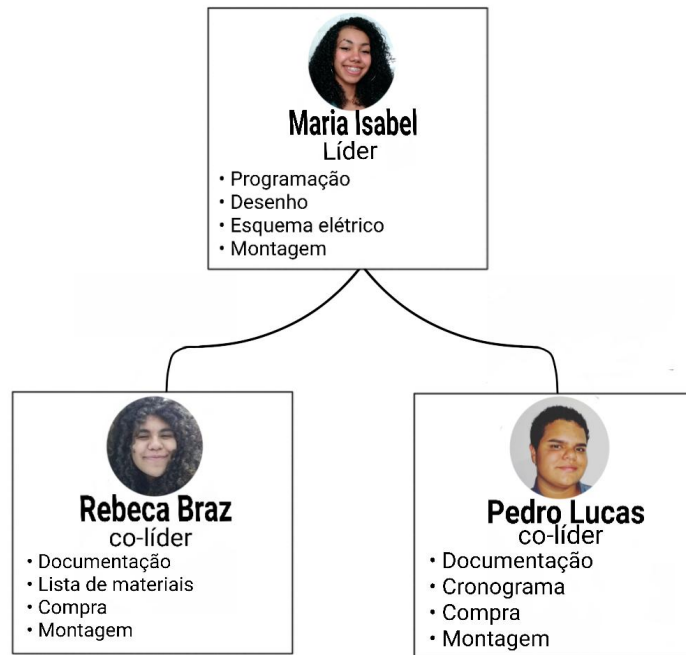 Maria Isabel
Líder
• Programação
• Desenho
• Esquema elétrico
• Montagem
Rebeca Braz
co-líder
• Documentação
• Lista de materiais
• Compra
• Montagem
Pedro Lucas
co-líder
• Documentação
• Cronograma
• Compra
• Montagem